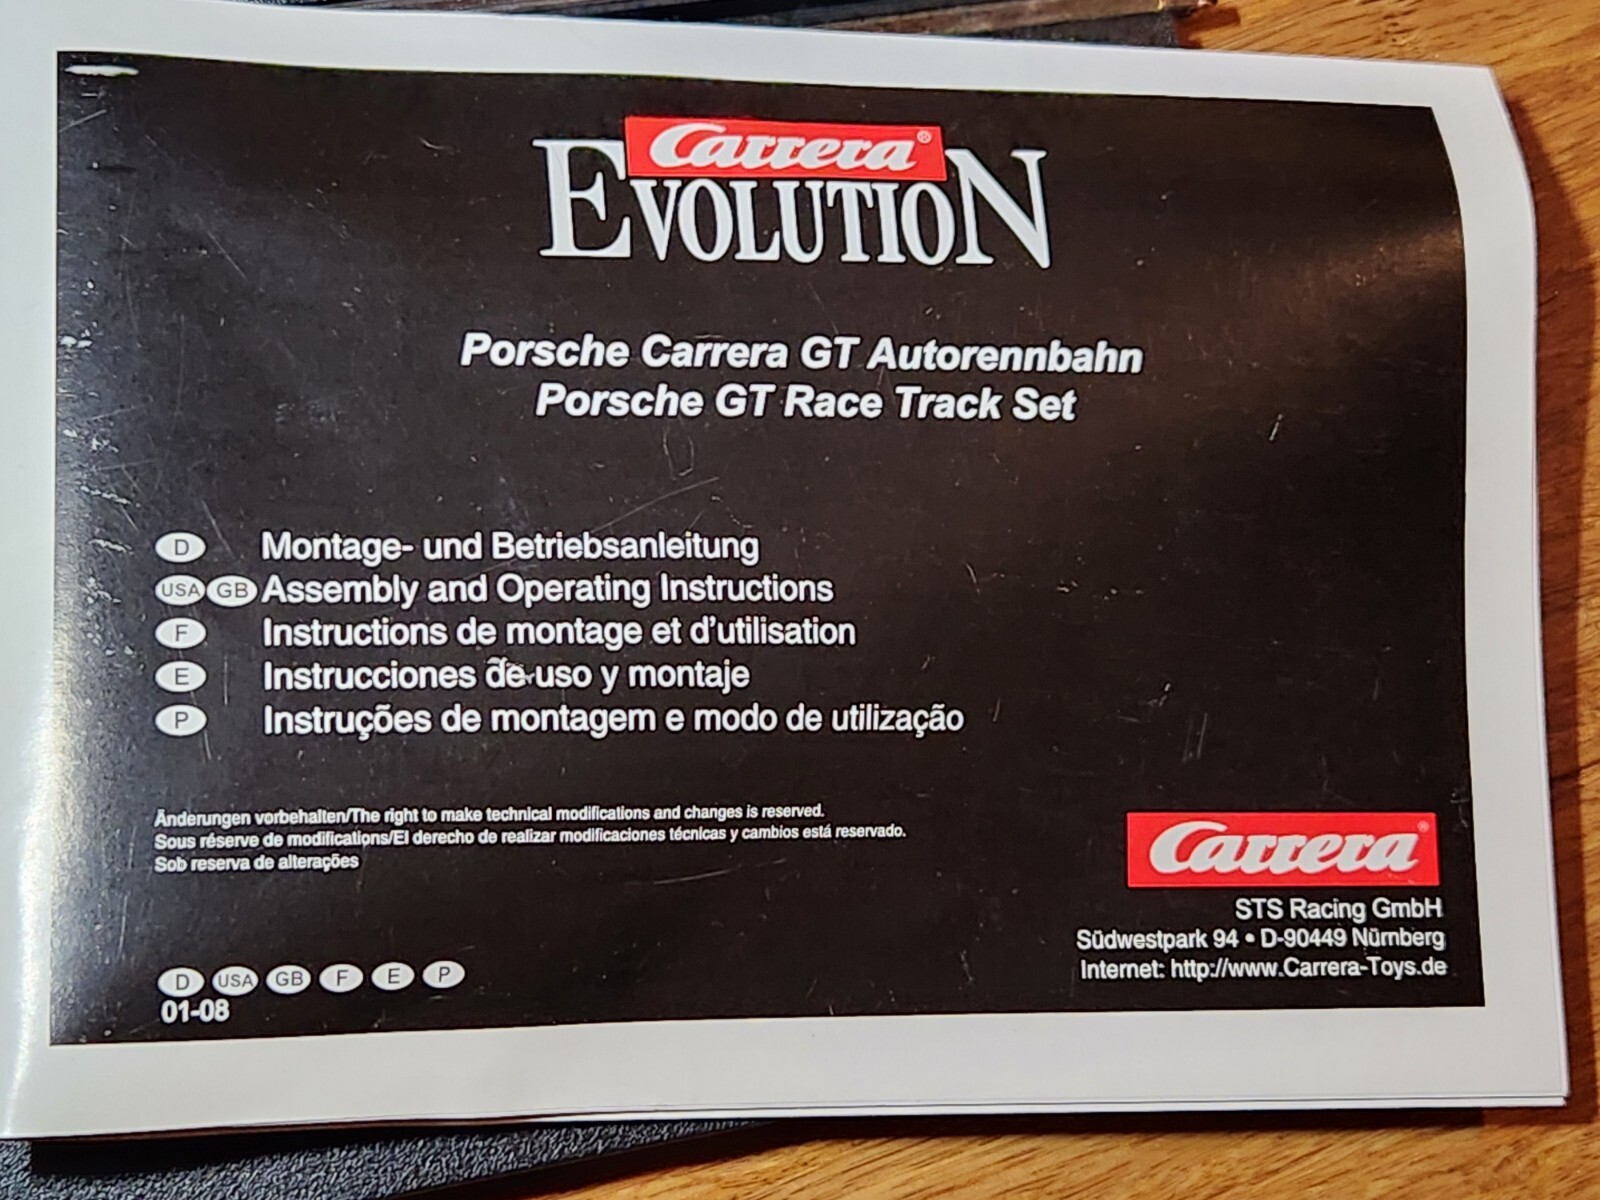 Carrera®
EVOLUTION
Porsche Carrera GT Autorennbahn
Porsche GT Race Track Set
D Montage- und Betriebsanleitung
USA GB Assembly and Operating Instructions
F Instructions de montage et d'utilisation
E Instrucciones de uso y montaje
P Instruções de montagem e modo de utilização
Änderungen vorbehalten/The right to make technical modifications and changes is reserved.
Sous réserve de modifications/El derecho de realizar modificaciones técnicas y cambios está reservado.
Sob reserva de alterações
Carrera®
STS Racing GmbH
Südwestpark 94 • D-90449 Nürnberg
Internet: http://www.Carrera-Toys.de
D USA GB F E P
01-08